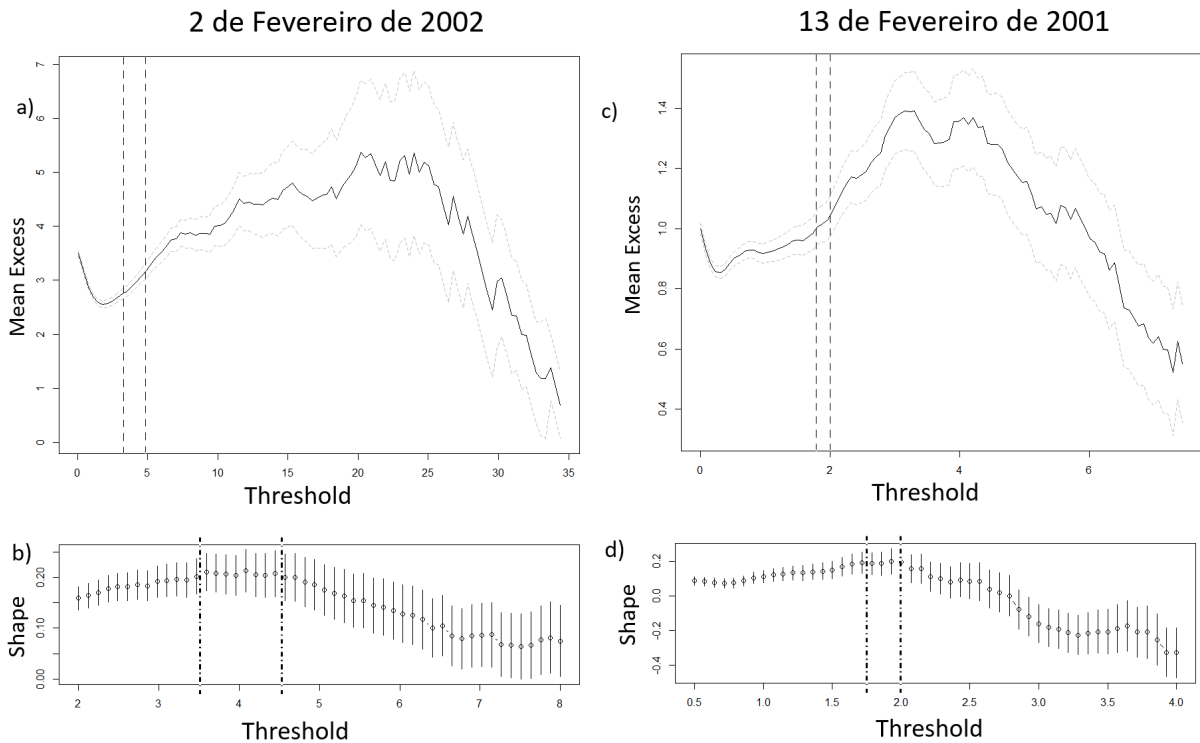 2 de Fevereiro de 2002
13 de Fevereiro de 2001
a)
Mean Excess
7
6
5
4
3
2
1
0
0 5 10 15 20 25 30 35
Threshold
c)
Mean Excess
1.4
1.2
1.0
0.8
0.6
0.4
0 2 4 6
Threshold
b)
Shape
0.20
0.10
0.00
2 3 4 5 6 7 8
Threshold
d)
Shape
0.2
0.0
-0.2
-0.4
0.5 1.0 1.5 2.0 2.5 3.0 3.5 4.0
Threshold